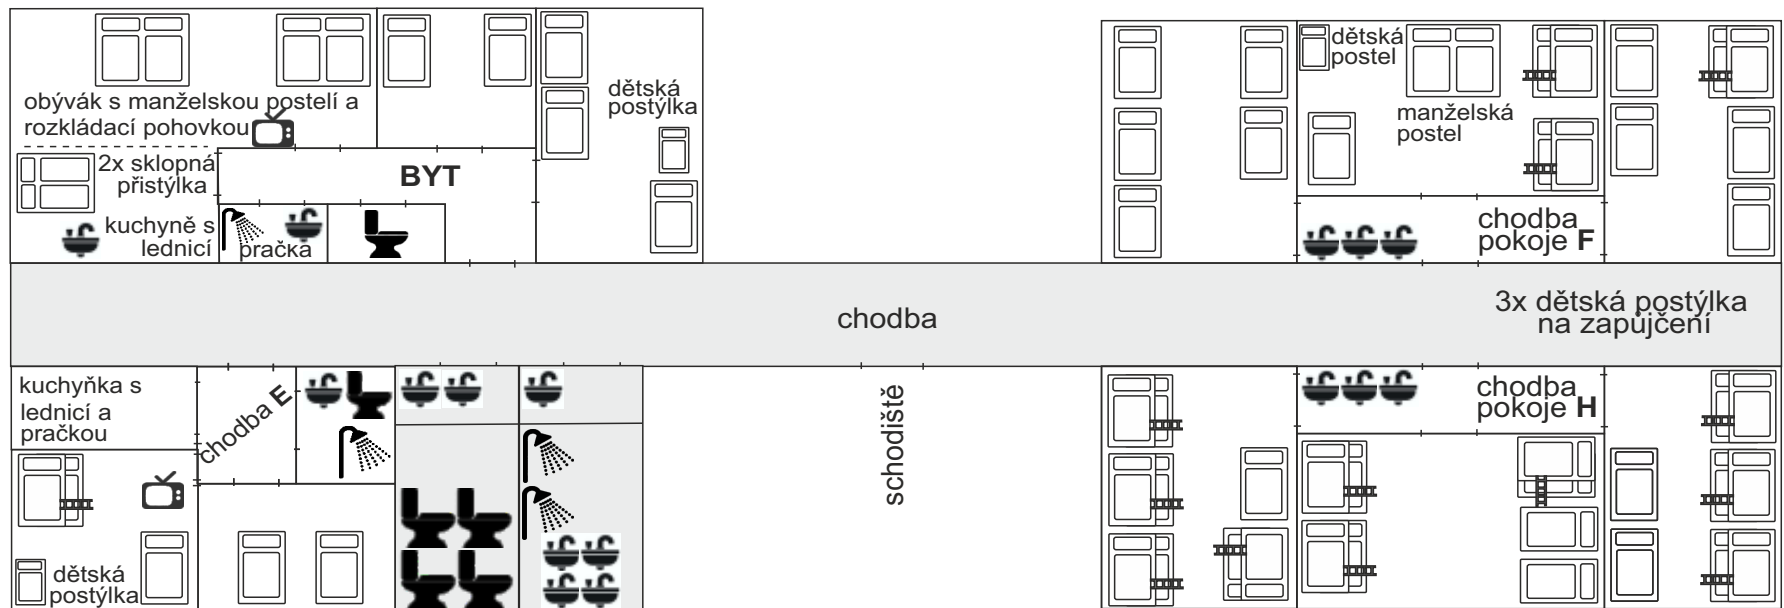 obývák s manželskou postelí a
rozkládací pohovkou
2x sklopná
přistýlka
kuchyně s
lednicí
pračka
BYT
dětská
postýlka
dětská
postel
manželská
postel
chodba
pokoje F
chodba
3x dětská postýlka
na zapůjčení
kuchyňka s
lednicí a
pračkou
chodba E
dětská
postýlka
schodiště
chodba
pokoje H